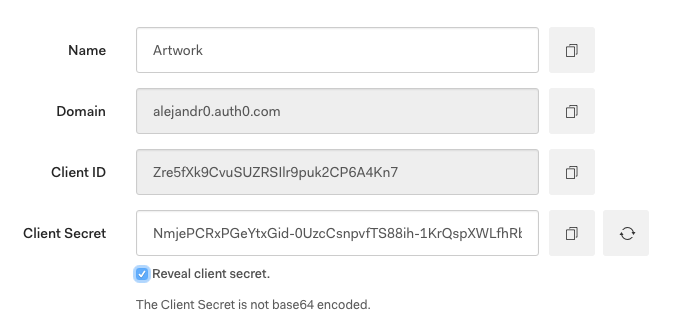 Name Artwork
Domain alejandr0.auth0.com
Client ID Zre5fXk9CvuSUZRSIlr9puk2CP6A4Kn7
Client Secret NmjePCRxPGeYtxGid-0UzcCsnpvfTS88ih-1KrQspXWLfhRb
Reveal client secret.
The Client Secret is not base64 encoded.